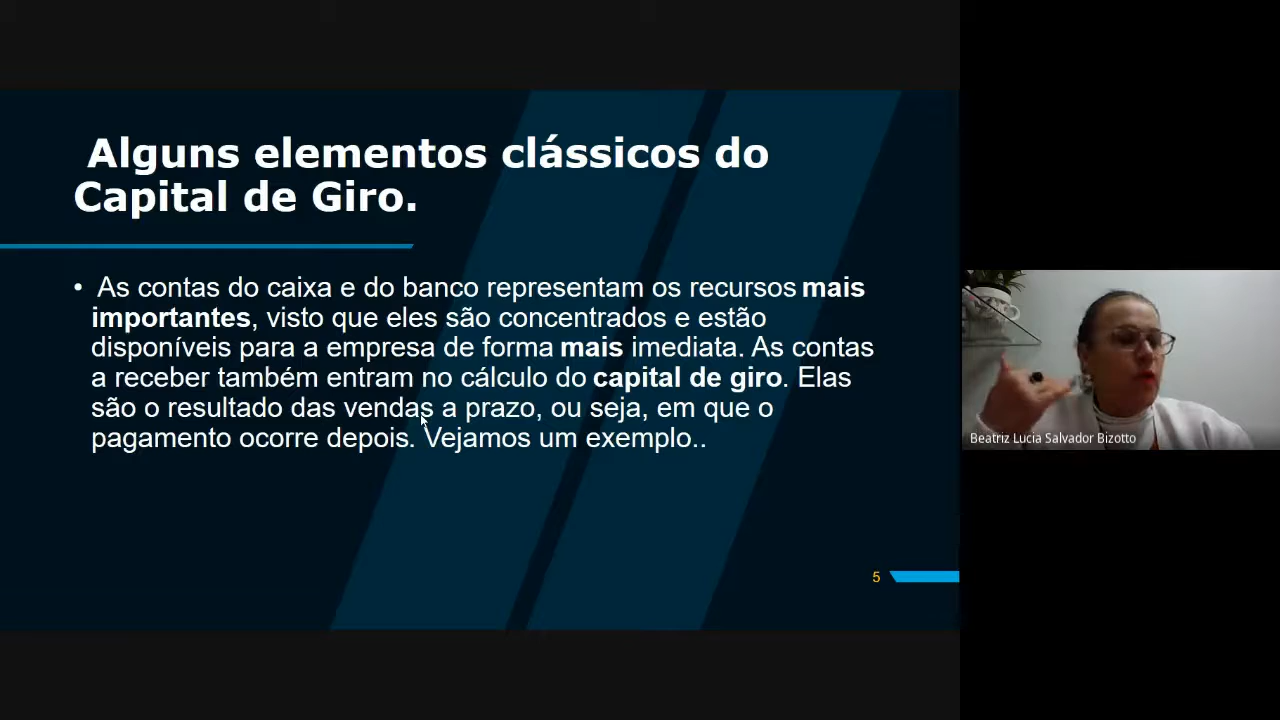 Alguns elementos clássicos do
Capital de Giro.
• As contas do caixa e do banco representam os recursos mais
importantes, visto que eles são concentrados e estão
disponíveis para a empresa de forma mais imediata. As contas
a receber também entram no cálculo do capital de giro. Elas
são o resultado das vendas a prazo, ou seja, em que o
pagamento ocorre depois. Vejamos um exemplo..
5
Beatriz Lucia Salvador Bizotto